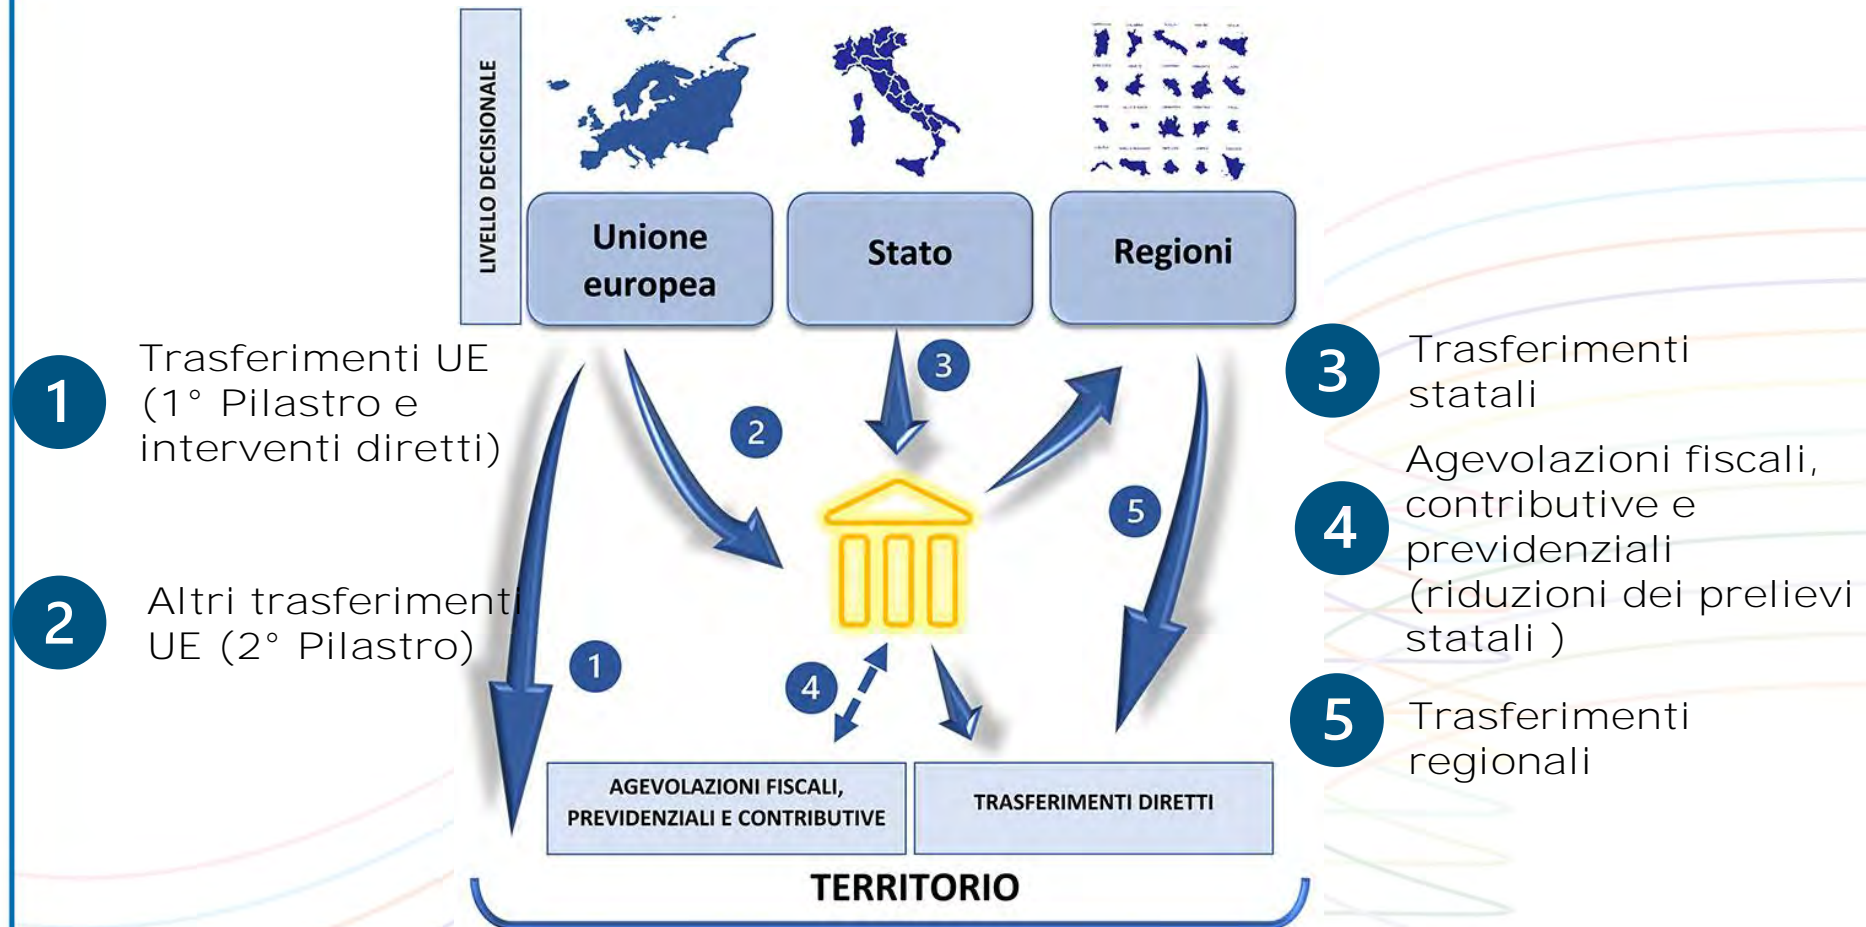 LIVELLO DECISIONALE
Unione
europea
Stato
Regioni
1
Trasferimenti UE
(1° Pilastro e
interventi diretti)
2
Altri trasferimenti
UE (2° Pilastro)
3
2
5
1
4
3
Trasferimenti
statali
4
Agevolazioni fiscali,
contributive e
previdenziali
(riduzioni dei prelievi
statali )
5
Trasferimenti
regionali
AGEVOLAZIONI FISCALI,
PREVIDENZIALI E CONTRIBUTIVE
TRASFERIMENTI DIRETTI
TERRITORIO